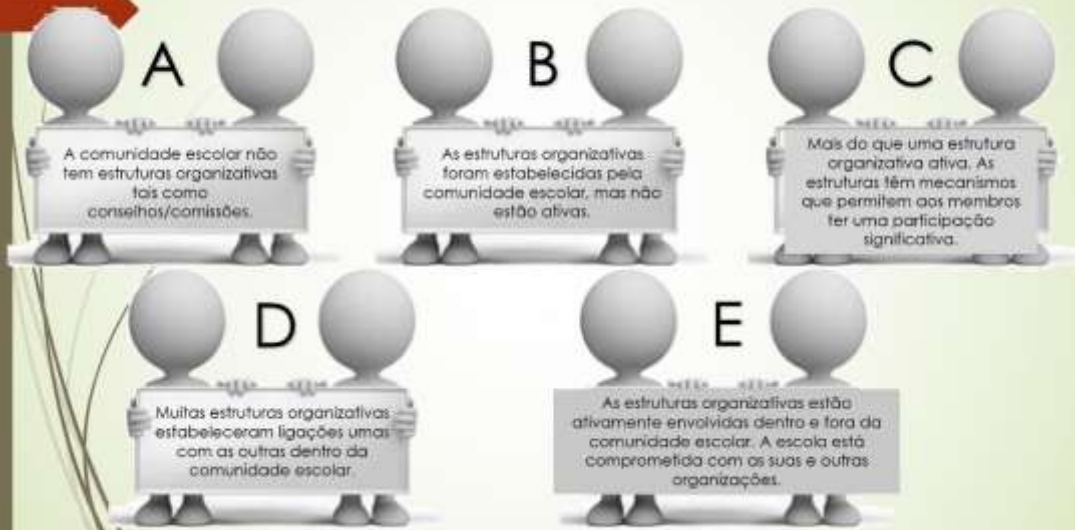 A
A comunidade escolar não
tem estruturas organizativas
tais como
conselhos/comissões.
B
As estruturas organizativas
foram estabelecidas pela
comunidade escolar, mas não
estão ativas.
C
Mais do que uma estrutura
organizativa ativa. As
estruturas têm mecanismos
que permitem aos membros
ter uma participação
significativa.
D
Muitas estruturas organizativas
estabeleceram ligações umas
com as outras dentro da
comunidade escolar.
E
As estruturas organizativas estão
ativamente envolvidas dentro e fora da
comunidade escolar. A escola está
comprometida com as suas e outras
organizações.